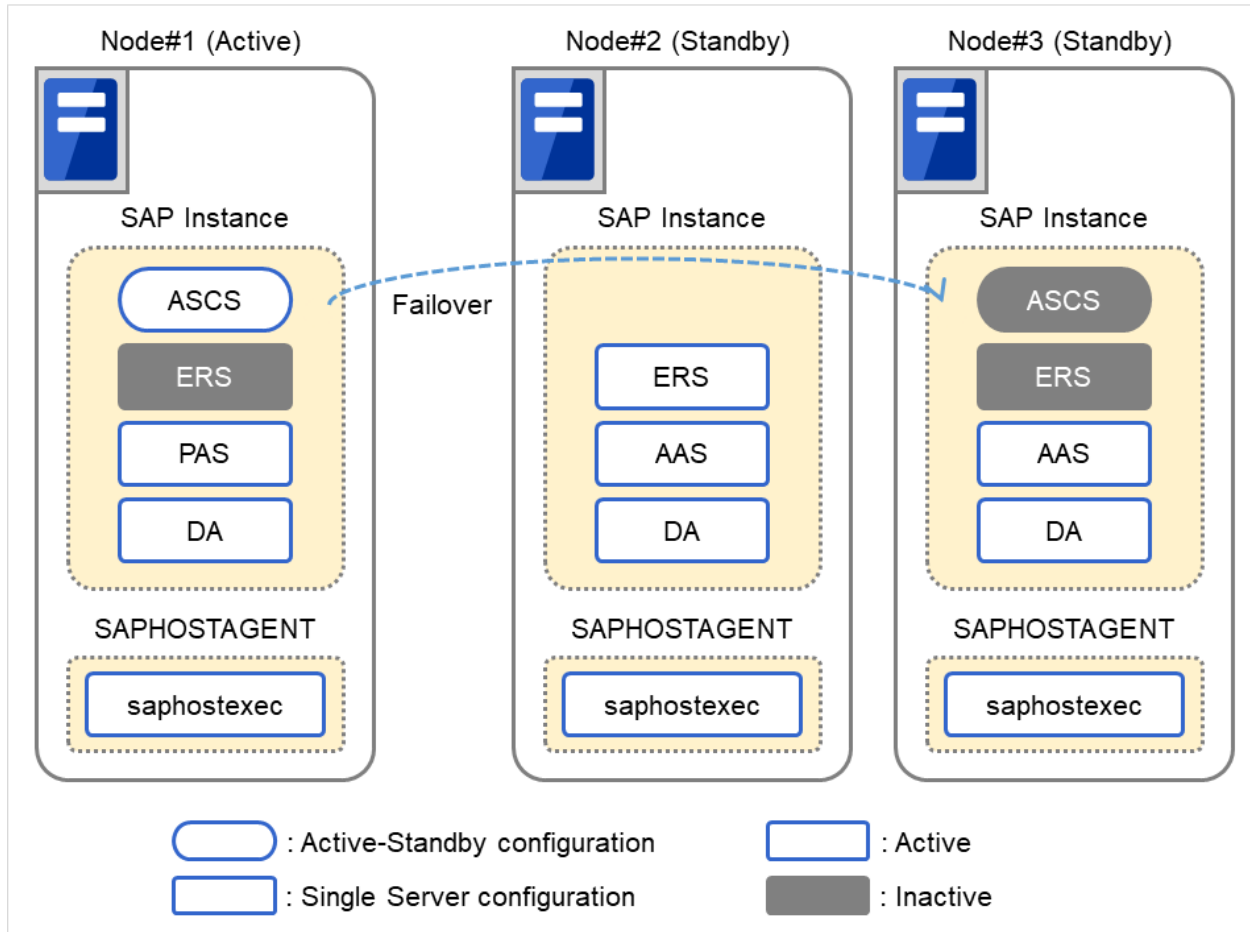 Node#1 (Active)
Node#2 (Standby)
Node#3 (Standby)
SAP Instance
SAP Instance
SAP Instance
ASCS
Failover
ASCS
ERS
ERS
ERS
PAS
AAS
AAS
DA
DA
DA
SAPHOSTAGENT
SAPHOSTAGENT
SAPHOSTAGENT
saphostexec
saphostexec
saphostexec
: Active-Standby configuration
: Active
: Single Server configuration
: Inactive